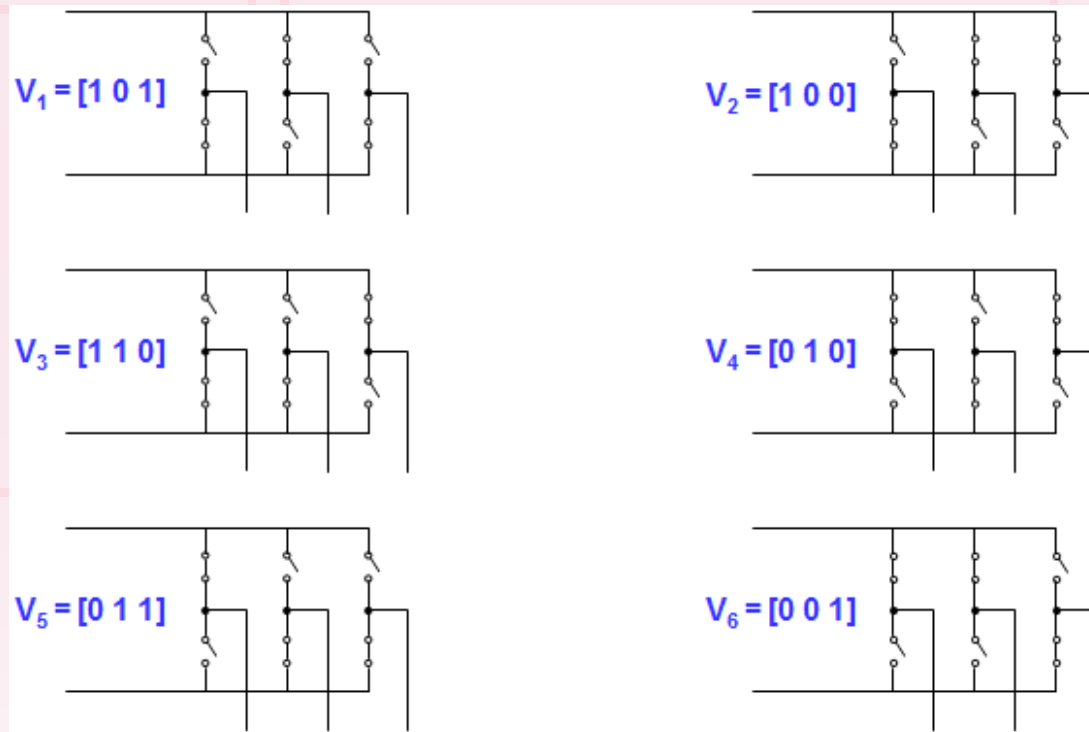 V₁ = [1 0 1]
V₂ = [1 0 0]
V₃ = [1 1 0]
V₄ = [0 1 0]
V₅ = [0 1 1]
V₆ = [0 0 1]